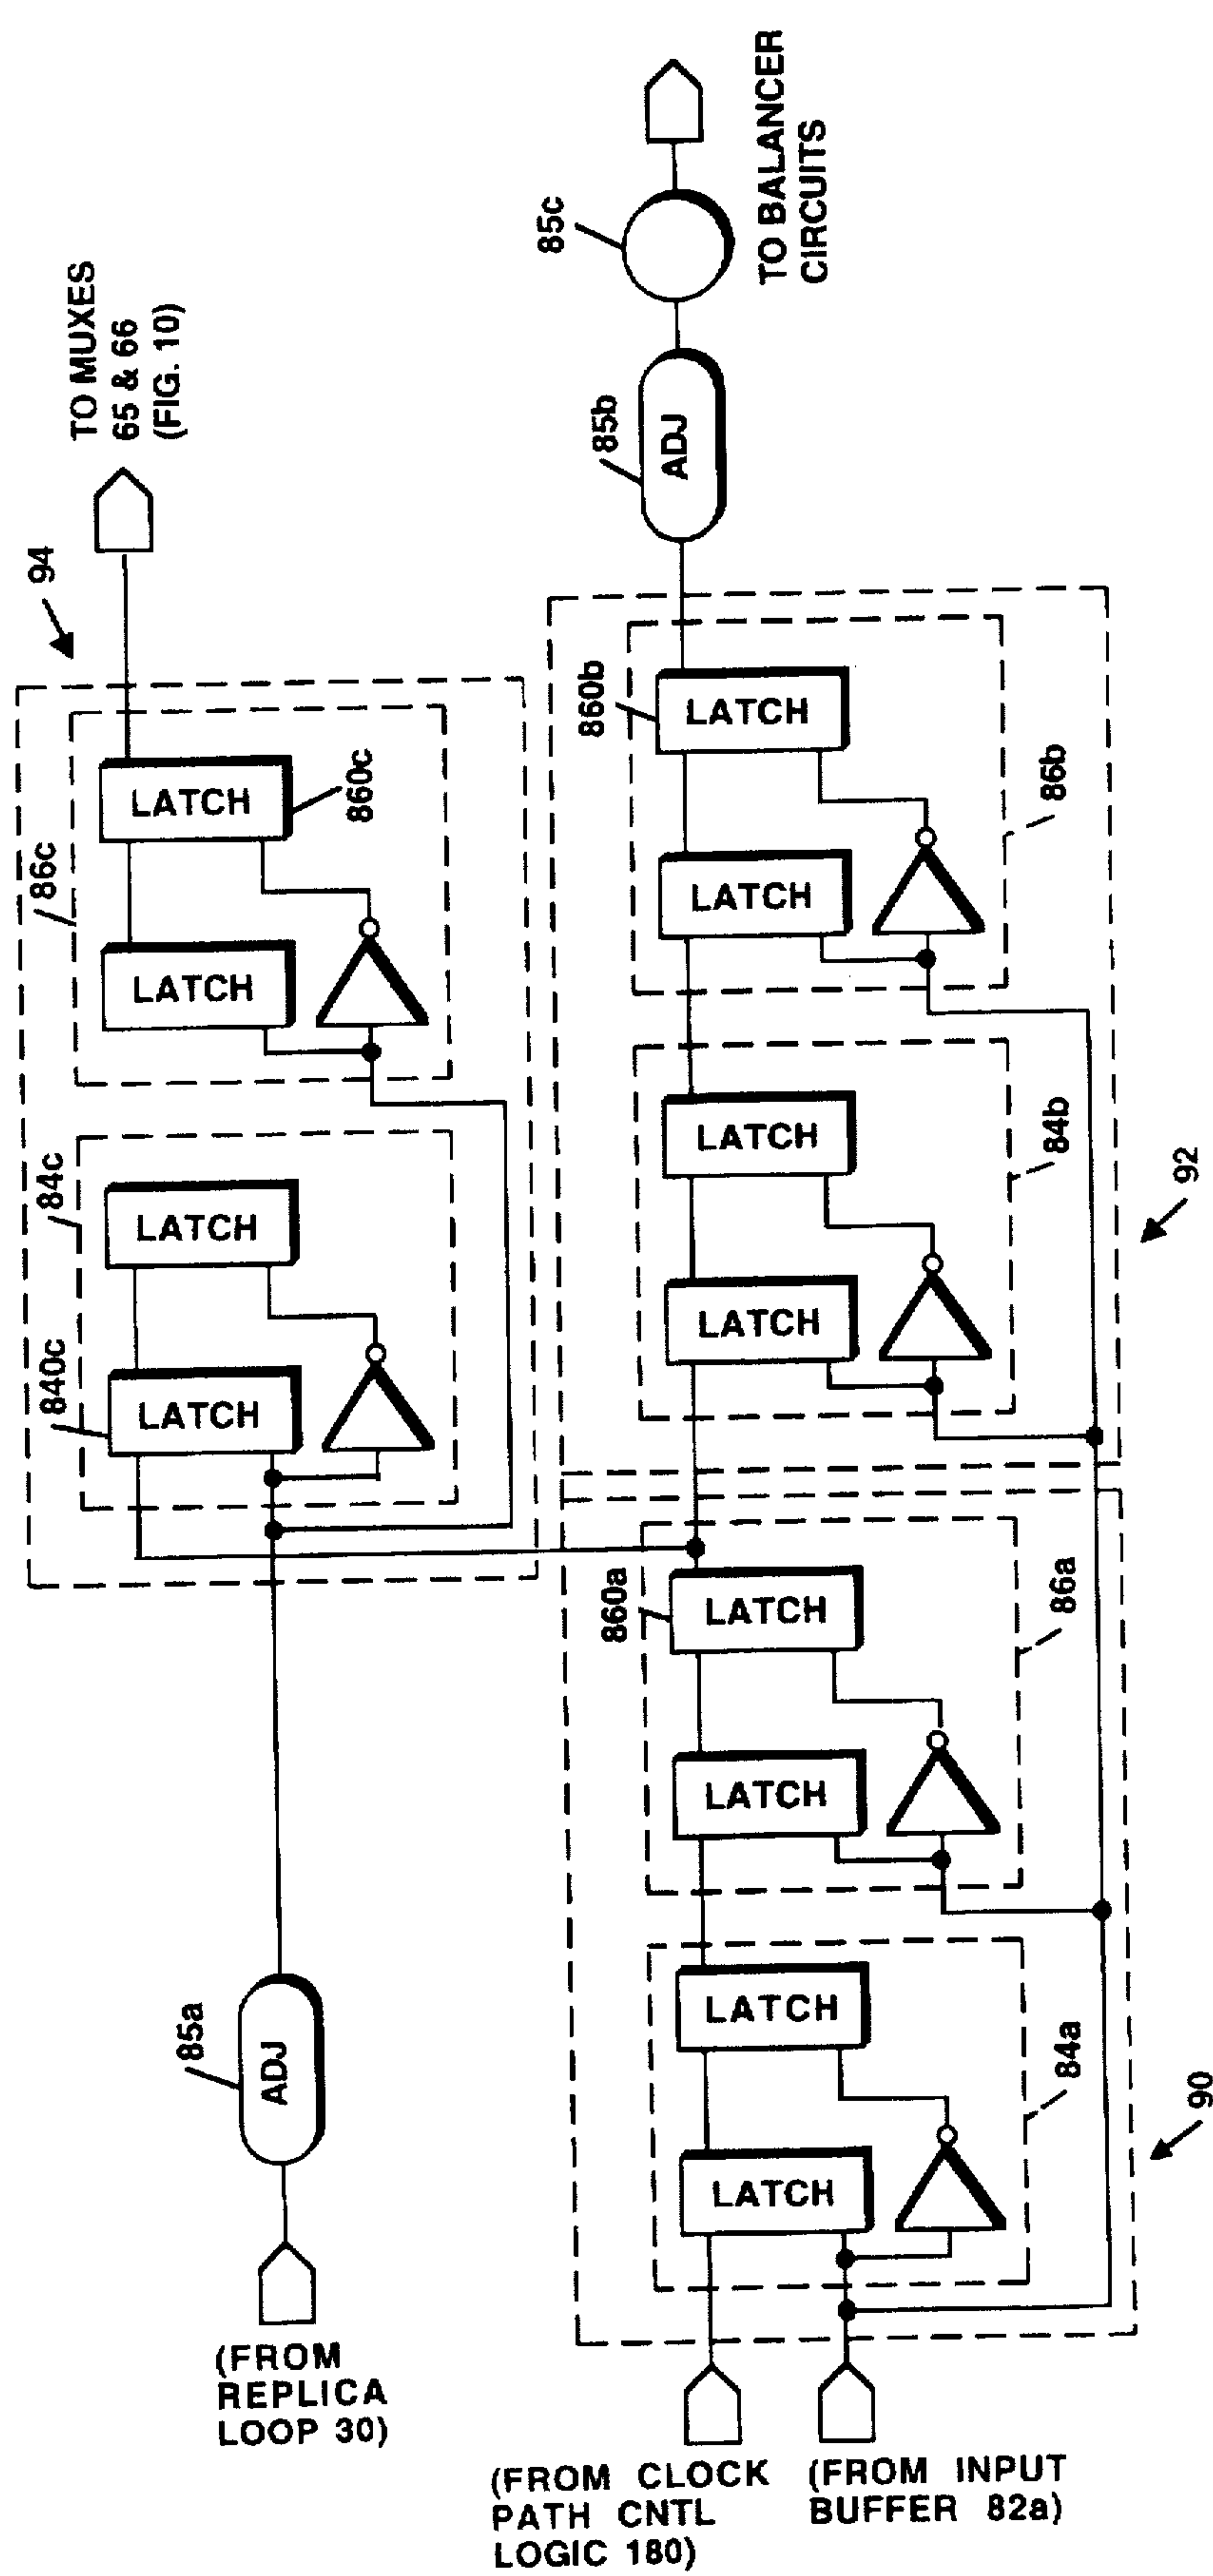 TO MUXES
65 & 66
(FIG. 10)
94
LATCH
860c
86c
LATCH
84c
LATCH
840c
LATCH
85a
ADJ
(FROM
REPLICA
LOOP 30)
TO BALANCER
CIRCUITS
85c
85b
ADJ
860b
LATCH
86b
LATCH
84b
LATCH
92
LATCH
860a
LATCH
86a
LATCH
LATCH
84a
LATCH
90
(FROM CLOCK
PATH CNTL
LOGIC 180)
(FROM INPUT
BUFFER 82a)